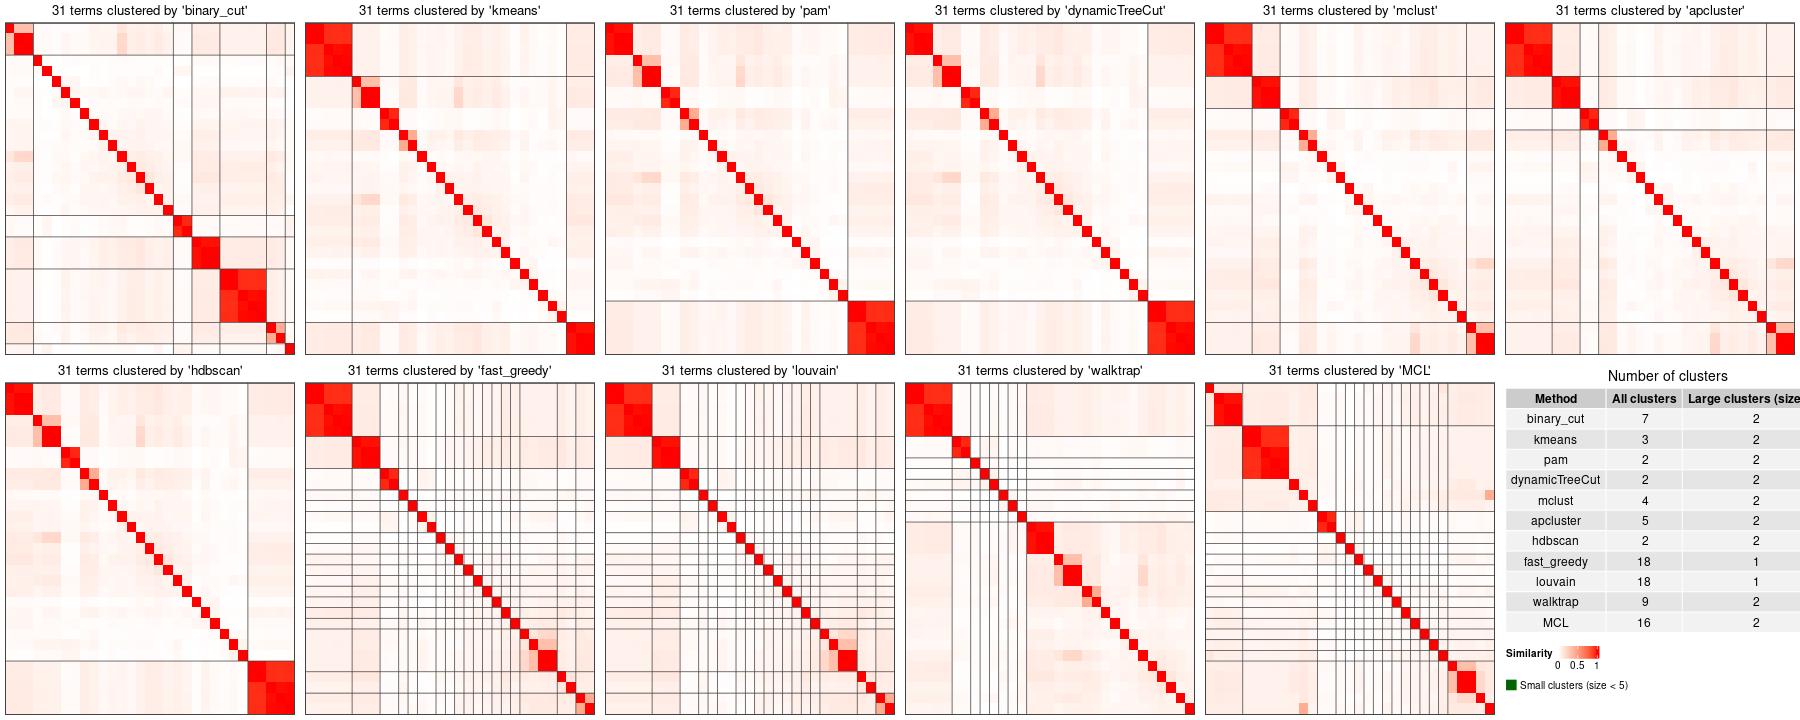 31 terms clustered by 'binary_cut'
31 terms clustered by 'kmeans'
31 terms clustered by 'pam'
31 terms clustered by 'dynamicTreeCut'
31 terms clustered by 'mclust'
31 terms clustered by 'apcluster'
31 terms clustered by 'hdbscan'
31 terms clustered by 'fast_greedy'
31 terms clustered by 'louvain'
31 terms clustered by 'walktrap'
31 terms clustered by 'MCL'
Number of clusters
Method All clusters Large clusters (size
binary_cut 7 2
kmeans 3 2
pam 2 2
dynamicTreeCut 2 2
mclust 4 2
apcluster 5 2
hdbscan 2 2
fast_greedy 18 1
louvain 18 1
walktrap 9 2
MCL 16 2
Similarity
0 0.5 1
Small clusters (size < 5)